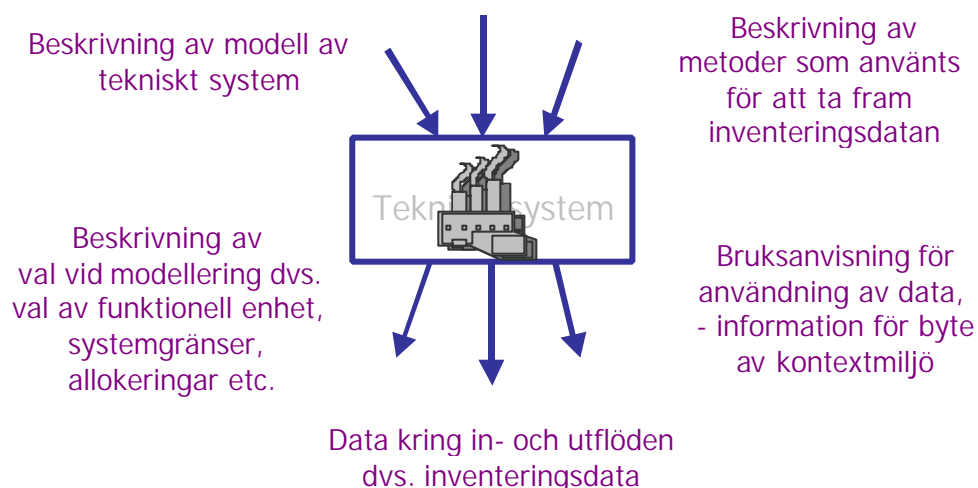 Beskrivning av modell av
tekniskt system
Beskrivning av
metoder som använts
för att ta fram
inventeringsdatan
system
Beskrivning av
val vid modellering dvs.
val av funktionell enhet,
systemgränser,
allokeringar etc.
Bruksanvisning för
användning av data,
- information för byte
av kontextmiljö
Data kring in- och utflöden
dvs. inventeringsdata